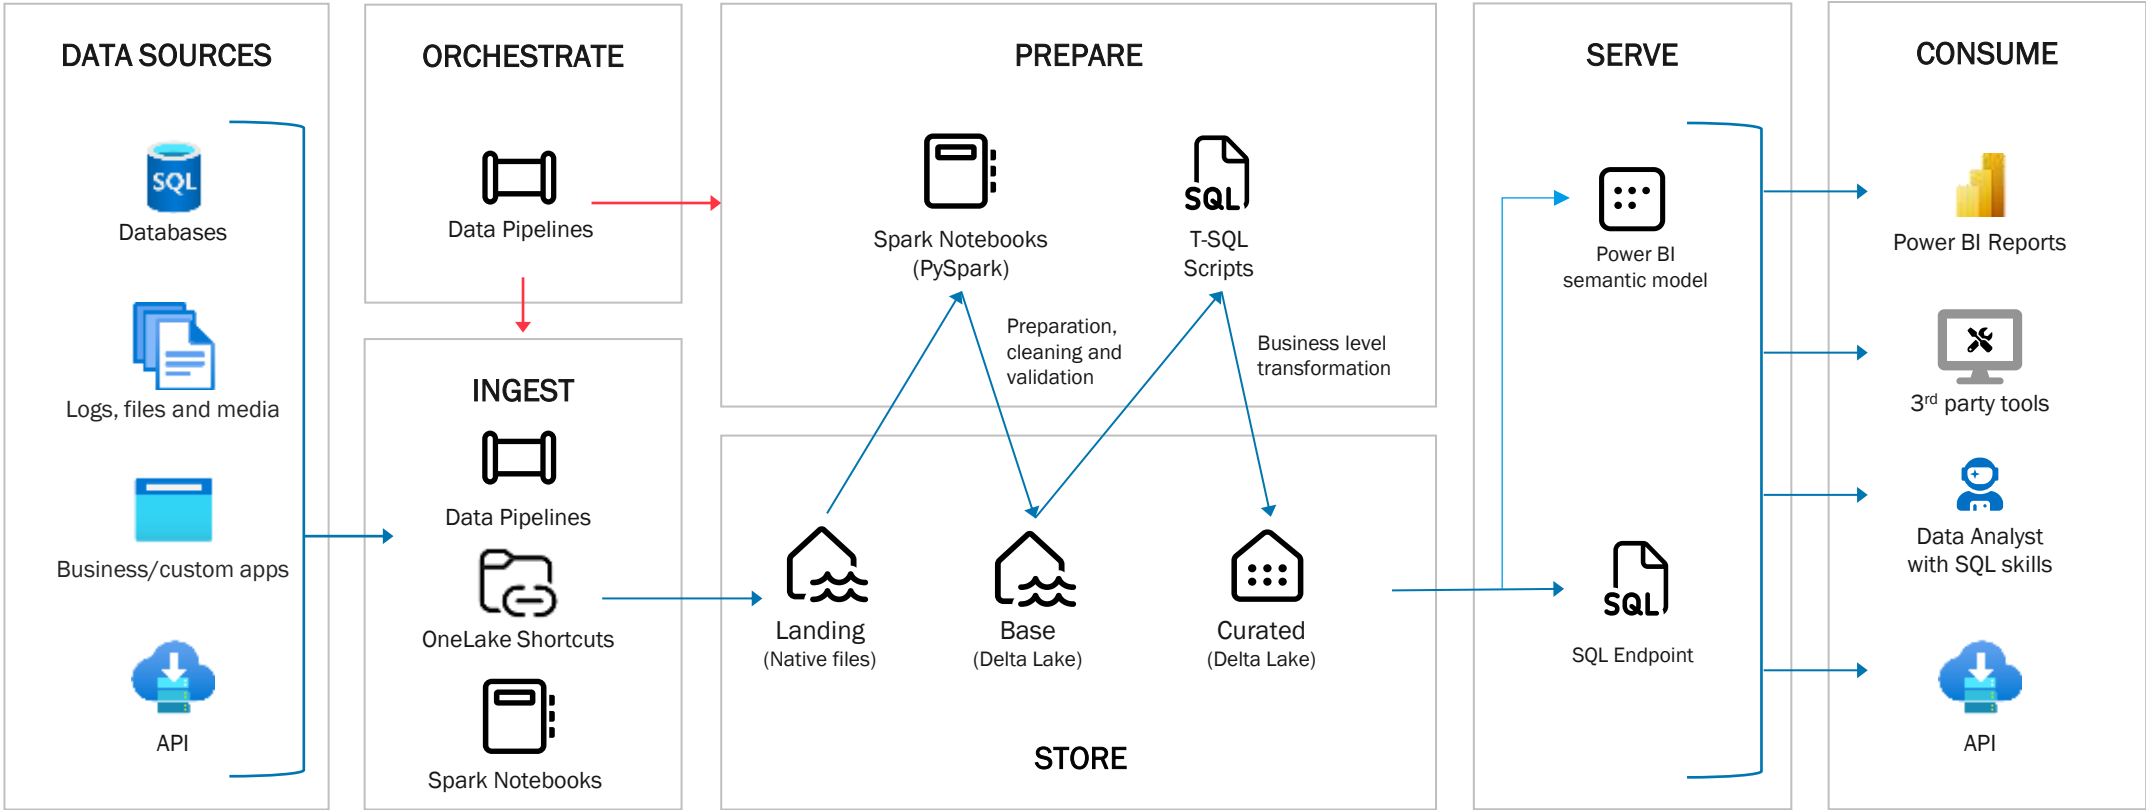 DATA SOURCES
SQL
Databases
Logs, files and media
Business/custom apps
API
ORCHESTRATE
Data Pipelines
INGEST
Data Pipelines
OneLake Shortcuts
Spark Notebooks
PREPARE
Spark Notebooks
(PySpark)
SQL
T-SQL
Scripts
Preparation,
cleaning and
validation
Business level
transformation
Landing
(Native files)
Base
(Delta Lake)
Curated
(Delta Lake)
STORE
SERVE
Power BI
semantic model
SQL
SQL Endpoint
CONSUME
Power BI Reports
3rd party tools
Data Analyst
with SQL skills
API